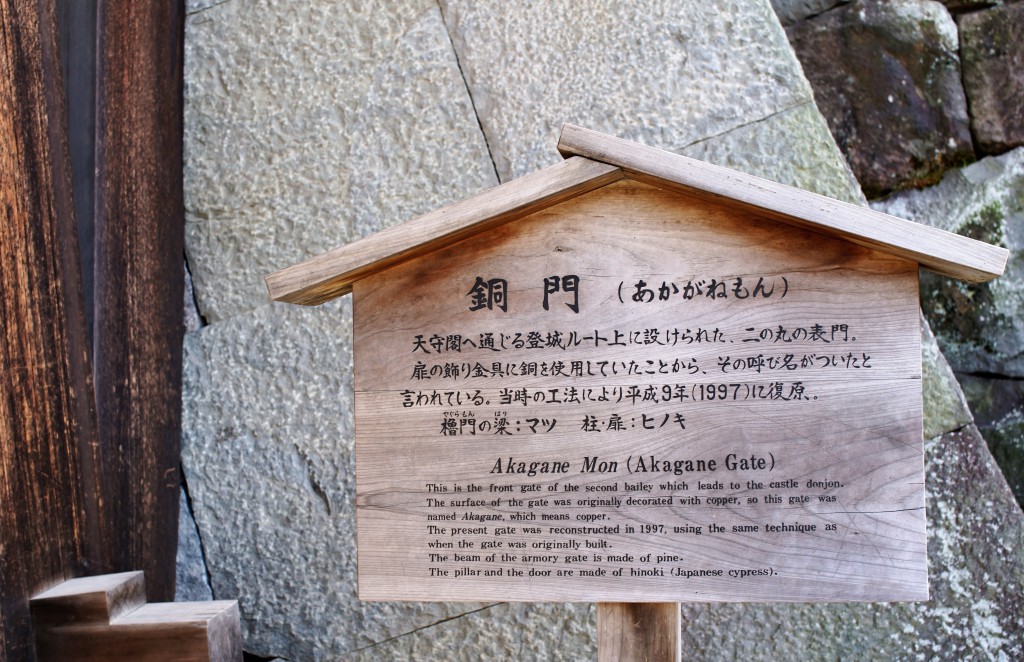 銅門 (あかがねもん)
天守閣へ通じる登城ルート上に設けられた、二の丸の表門。
扉の飾り金具に銅を使用していたことから、その呼び名がついたと
言われている。当時の工法により平成9年(1997)に復原。
やぐらもん はり
櫓門の梁:マツ 柱・扉:ヒノキ
Akagane Mon (Akagane Gate)
This is the front gate of the second bailey which leads to the castle donjon.
The surface of the gate was originally decorated with copper, so this gate was
named Akagane, which means copper.
The present gate was reconstructed in 1997, using the same technique as
when the gate was originally built.
The beam of the armory gate is made of pine.
The pillar and the door are made of hinoki (Japanese cypress).